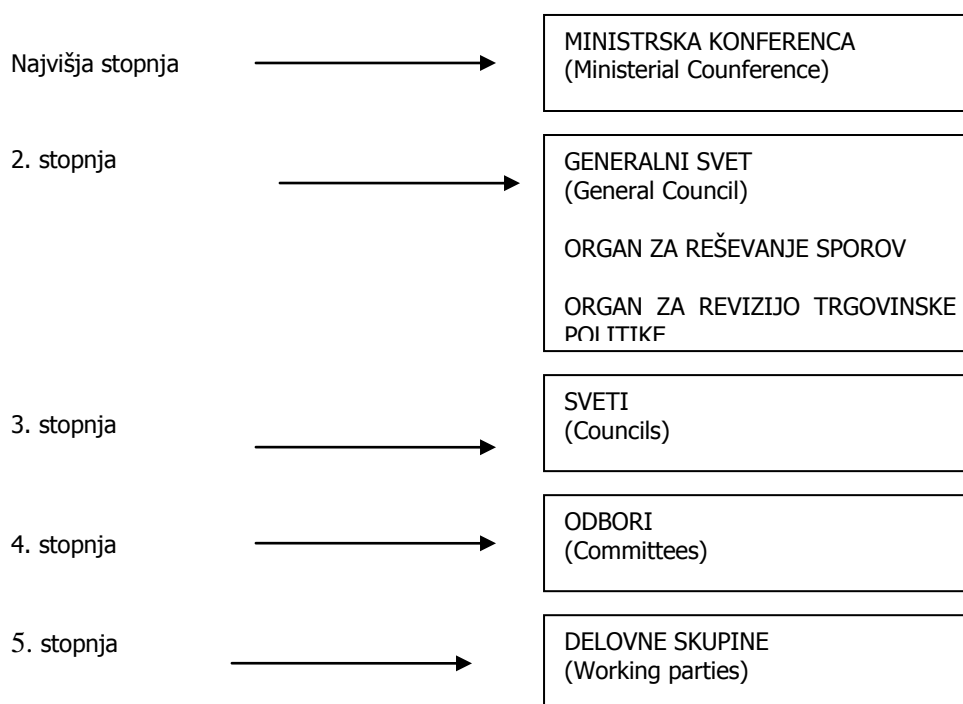 Najvišja stopnja
MINISTRSKA KONFERENCA
(Ministerial Counference)
2. stopnja
GENERALNI SVET
(General Council)
ORGAN ZA REŠEVANJE SPOROV
ORGAN ZA REVIZIJO TRGOVINSKE
POLITIKE
3. stopnja
SVETI
(Councils)
4. stopnja
ODBORI
(Committees)
5. stopnja
DELOVNE SKUPINE
(Working parties)